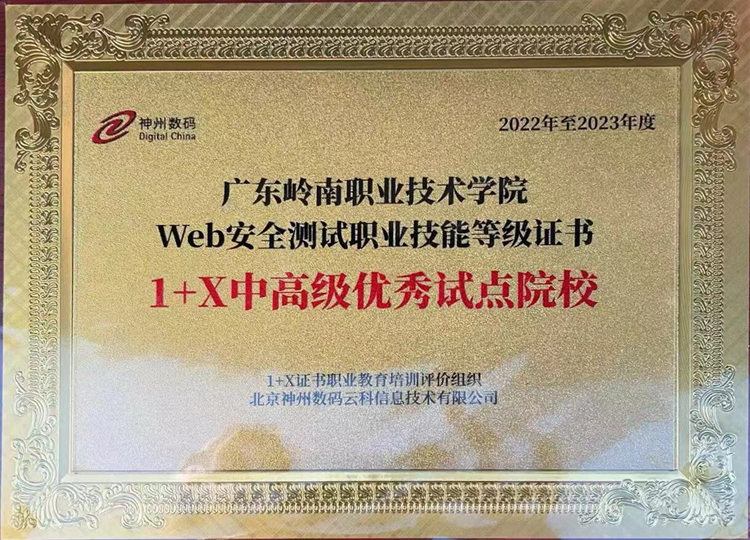 神州数码
Digital China
2022年至2023年度
广东岭南职业技术学院
Web安全测试职业技能等级证书
1+X中高级优秀试点院校
1+X证书职业教育培训评价组织
北京神州数码云科信息技术有限公司